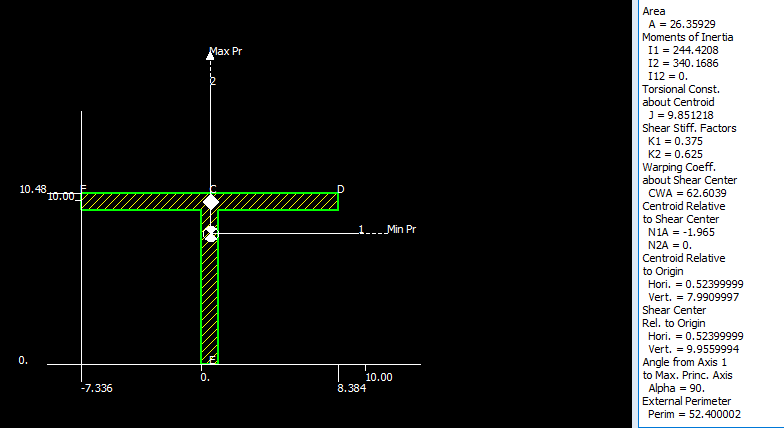 Max Pr
2
10.48
10.00
F
C
D
1
Min Pr
0.
E
0.
10.00
-7.336
8.384
Area
A = 26.35929
Moments of Inertia
I1 = 244.4208
I2 = 340.1686
I12 = 0.
Torsional Const.
about Centroid
J = 9.851218
Shear Stiff. Factors
K1 = 0.375
K2 = 0.625
Warping Coeff.
about Shear Center
CWA = 62.6039
Centroid Relative
to Shear Center
N1A = -1.965
N2A = 0.
Centroid Relative
to Origin
Hori. = 0.52399999
Vert. = 7.9909997
Shear Center
Rel. to Origin
Hori. = 0.52399999
Vert. = 9.9559994
Angle from Axis 1
to Max. Princ. Axis
Alpha = 90.
External Perimeter
Perim = 52.400002